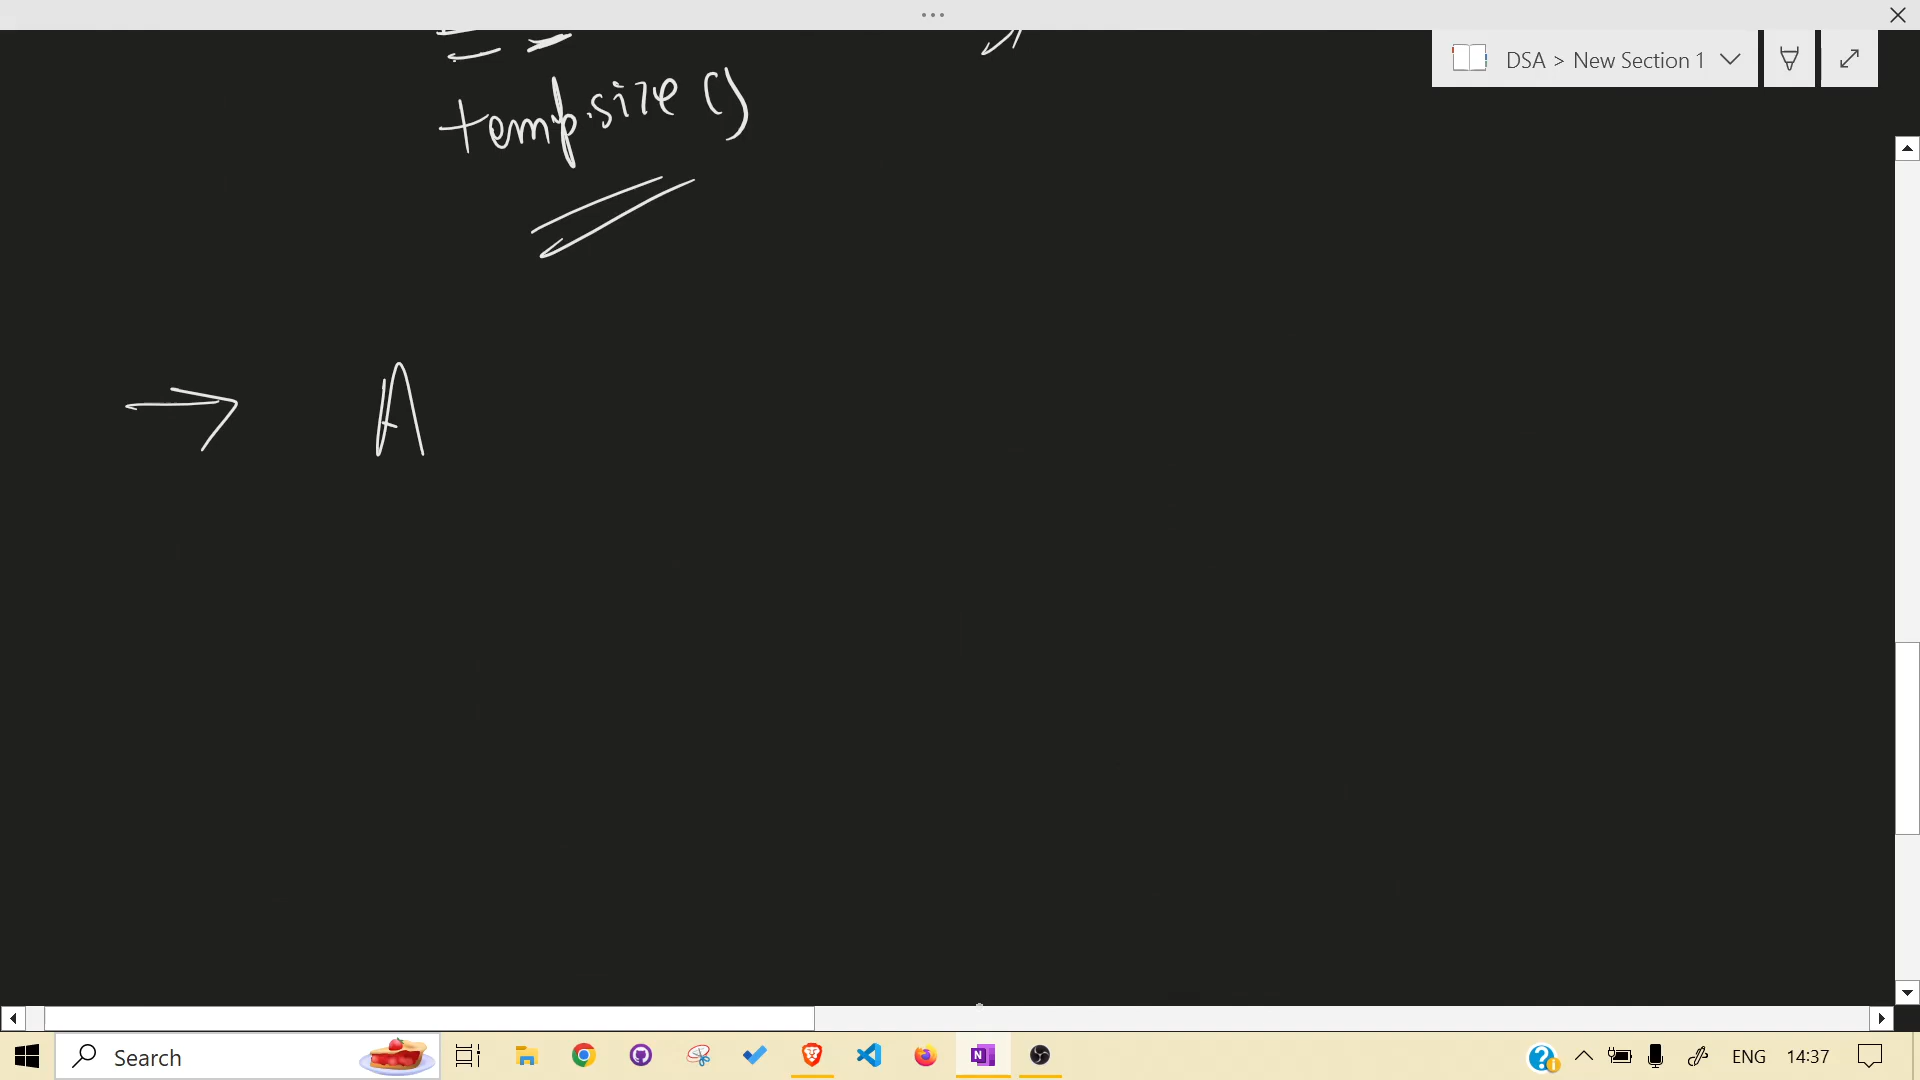 DSA > New Section 1
temp.size()
→ A
Search
ENG 14:37